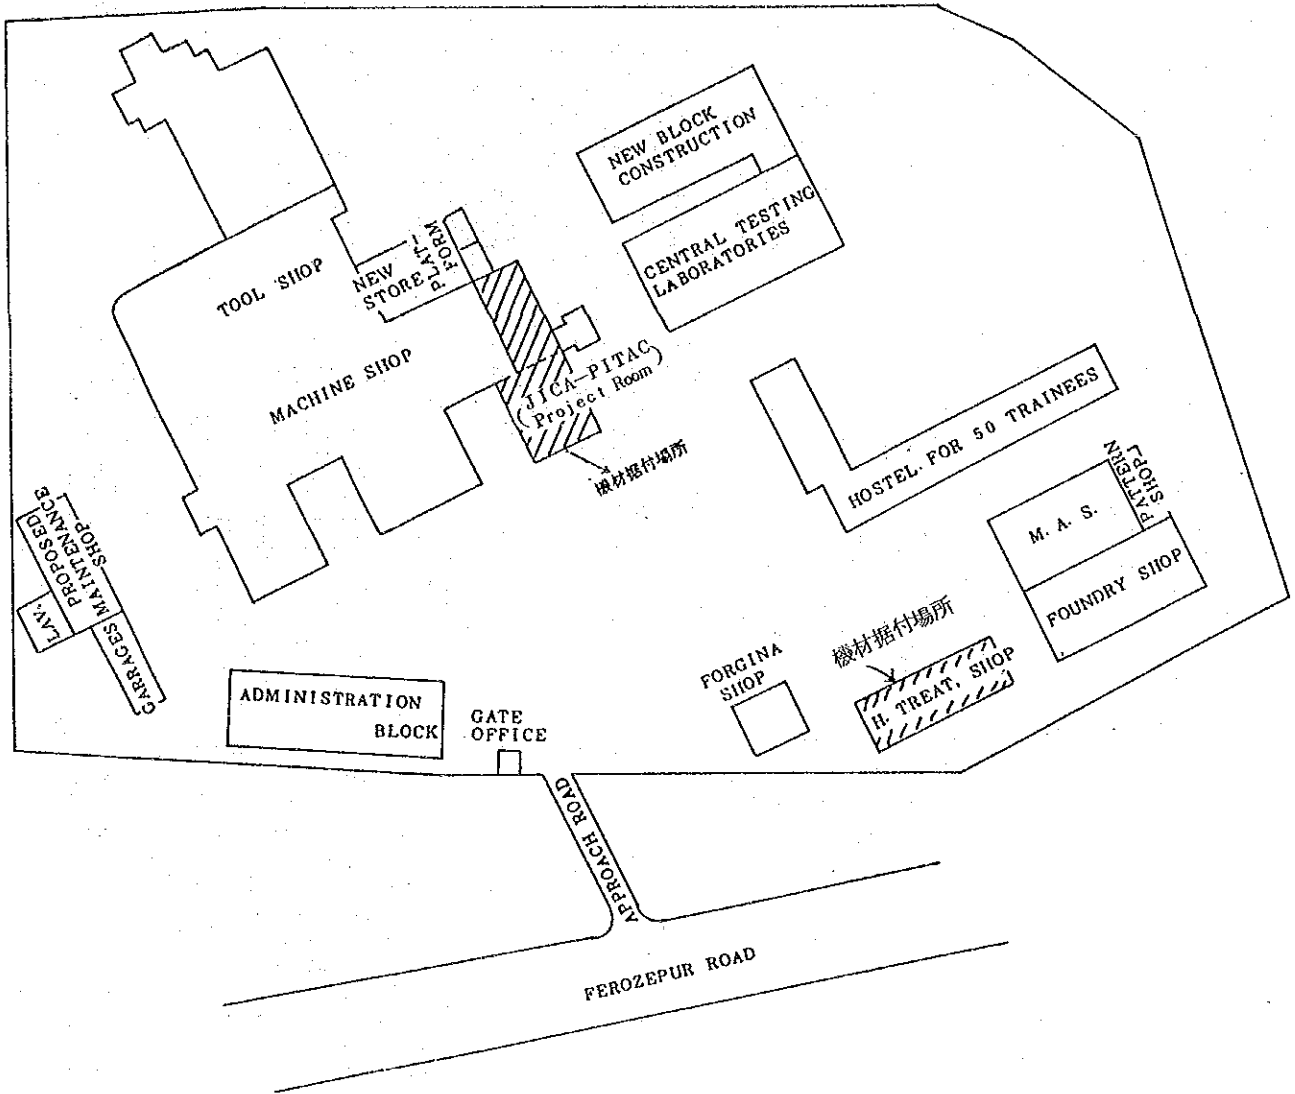 NEW BLOCK
CONSTRUCTION
CENTRAL TESTING
LABORATORIES
TOOL SHOP
NEW
STORE
PLAT-
FORM
MACHINE SHOP
(JICA-PITAC
Project Room)
機材据付場所
HOSTEL FOR 50 TRAINEES
PATTERN
SHOP
M. A. S.
FOUNDRY SHOP
PROPOSED
MAINTENANCE
SHOP
LAV.
GARRAGES
機材据付場所
FORGINA
SHOP
H. TREAT, SHOP
ADMINISTRATION
BLOCK
GATE
OFFICE
APPROACH ROAD
FEROZEPUR ROAD